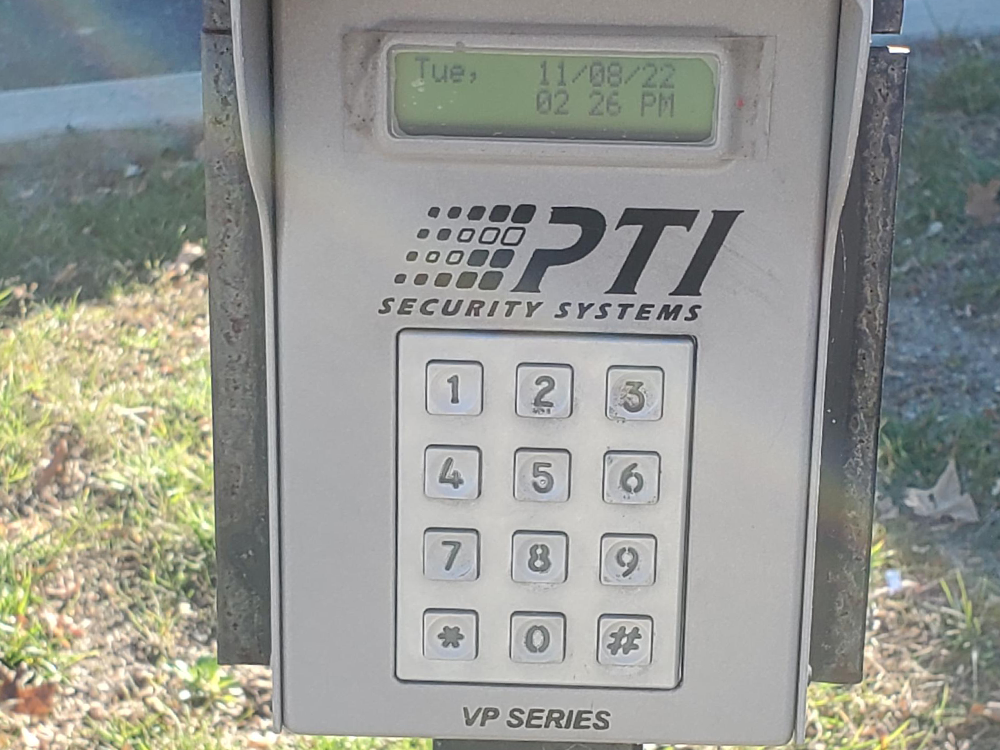 Tue, 11/08/22
02 26 PM
PTI
SECURITY SYSTEMS
1 2 3
4 5 6
7 8 9
* 0 #
VP SERIES